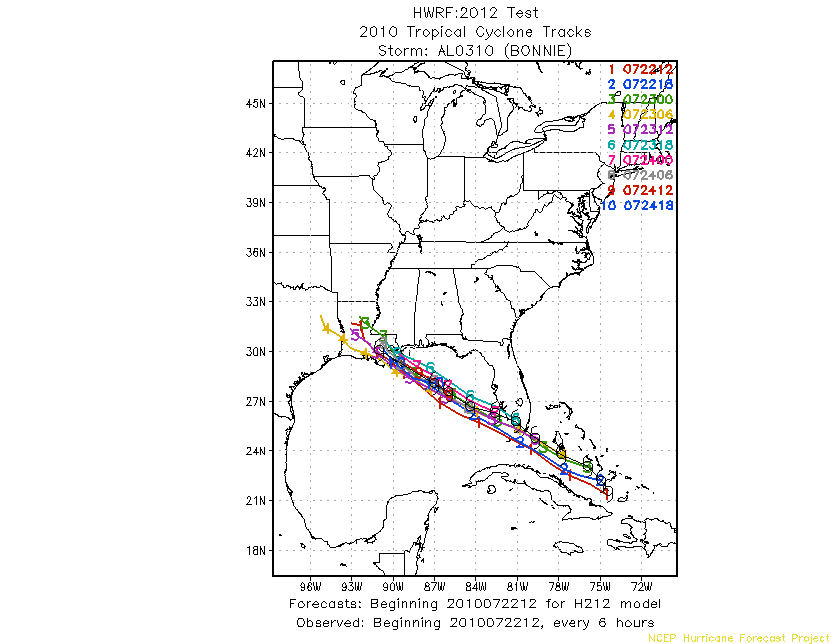 HWRF:2012 Test
2010 Tropical Cyclone Tracks
Storm: AL0310 (BONNIE)
1 072212
2 072218
3 072300
4 072306
5 072312
6 072318
7 072400
8 072406
9 072412
10 072418
45N
42N
39N
36N
33N
30N
27N
24N
21N
18N
96W 93W 90W 87W 84W 81W 78W 75W 72W
Forecasts: Beginning 2010072212 for H212 model
Observed: Beginning 2010072212, every 6 hours
NCEP Hurricane Forecast Project